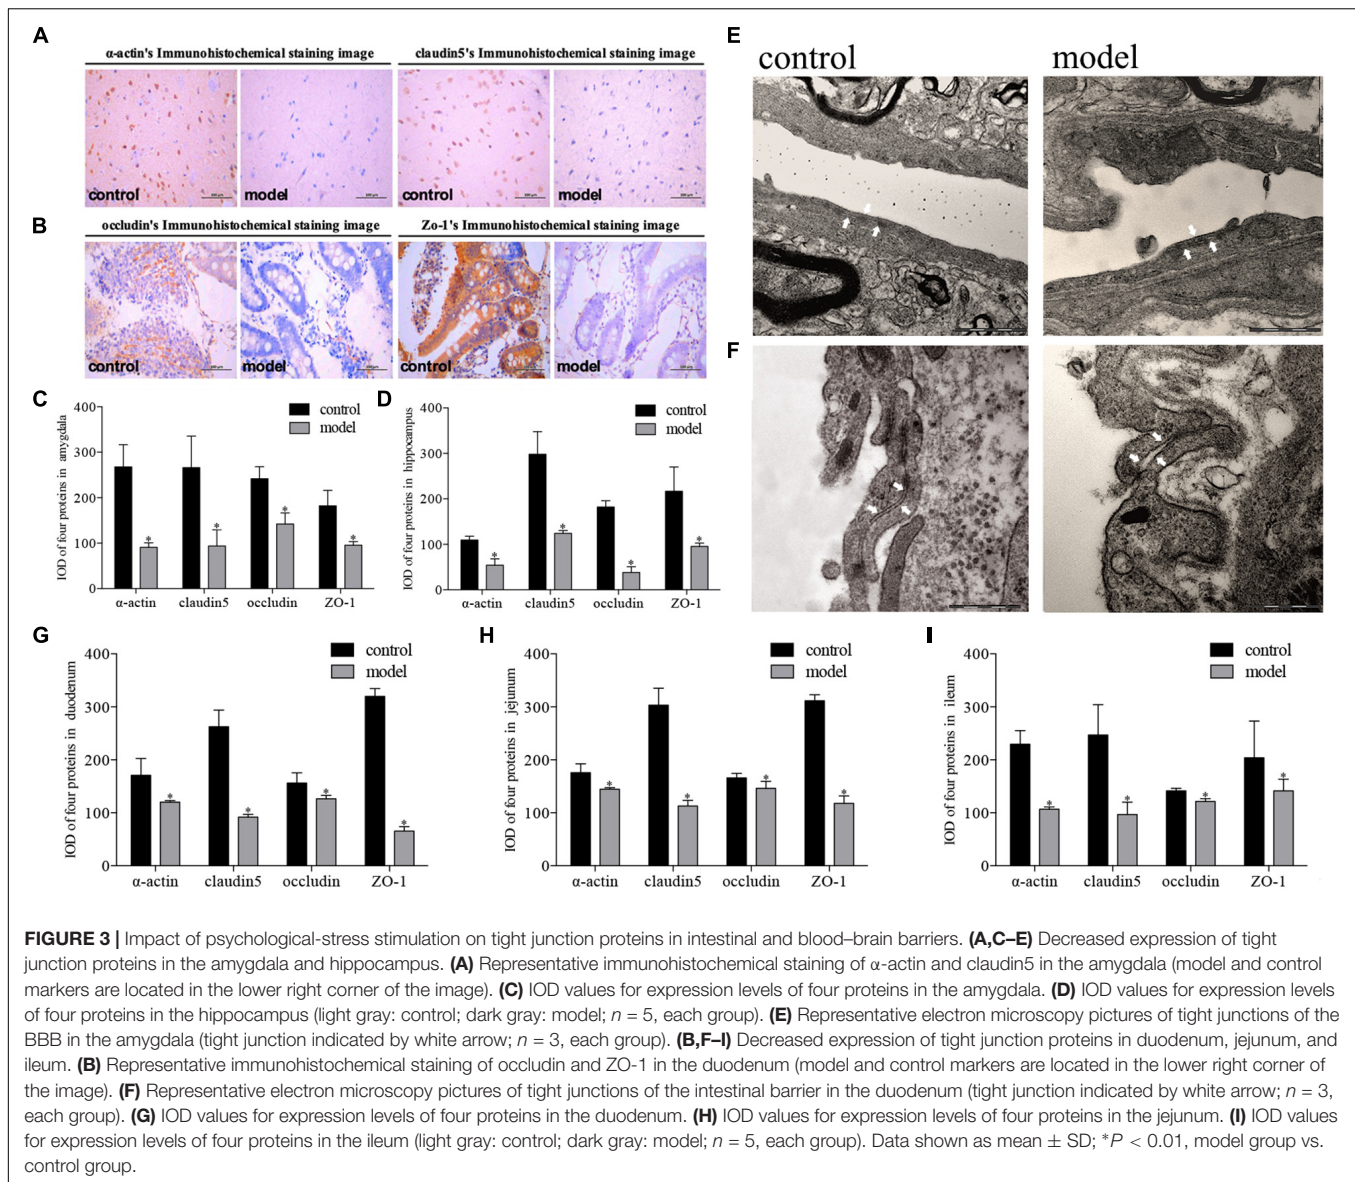 A
α-actin's Immunohistochemical staining image
claudin5's Immunohistochemical staining image
control
model
control
model
B
occludin's Immunohistochemical staining image
Zo-1's Immunohistochemical staining image
control
model
control
model
C
IOD of four proteins in amygdala
400
300
200
100
0
control
model
*
*
*
*
α-actin
claudin5
occludin
ZO-1
D
IOD of four proteins in hippocampus
400
300
200
100
0
control
model
*
*
*
*
α-actin
claudin5
occludin
ZO-1
E
control
model
F
G
IOD of four proteins in duodenum
400
300
200
100
0
control
model
*
*
*
*
α-actin
claudin5
occludin
ZO-1
H
IOD of four proteins in jejunum
400
300
200
100
0
control
model
*
*
*
*
α-actin
claudin5
occludin
ZO-1
I
IOD of four proteins in ileum
400
300
200
100
0
control
model
*
*
*
*
α-actin
claudin5
occludin
ZO-1
FIGURE 3 | Impact of psychological-stress stimulation on tight junction proteins in intestinal and blood–brain barriers. (A,C–E) Decreased expression of tight
junction proteins in the amygdala and hippocampus. (A) Representative immunohistochemical staining of α-actin and claudin5 in the amygdala (model and control
markers are located in the lower right corner of the image). (C) IOD values for expression levels of four proteins in the amygdala. (D) IOD values for expression levels
of four proteins in the hippocampus (light gray: control; dark gray: model; n = 5, each group). (E) Representative electron microscopy pictures of tight junctions of the
BBB in the amygdala (tight junction indicated by white arrow; n = 3, each group). (B,F–I) Decreased expression of tight junction proteins in duodenum, jejunum, and
ileum. (B) Representative immunohistochemical staining of occludin and ZO-1 in the duodenum (model and control markers are located in the lower right corner of
the image). (F) Representative electron microscopy pictures of tight junctions of the intestinal barrier in the duodenum (tight junction indicated by white arrow; n = 3,
each group). (G) IOD values for expression levels of four proteins in the duodenum. (H) IOD values for expression levels of four proteins in the jejunum. (I) IOD values
for expression levels of four proteins in the ileum (light gray: control; dark gray: model; n = 5, each group). Data shown as mean ± SD; *P < 0.01, model group vs.
control group.